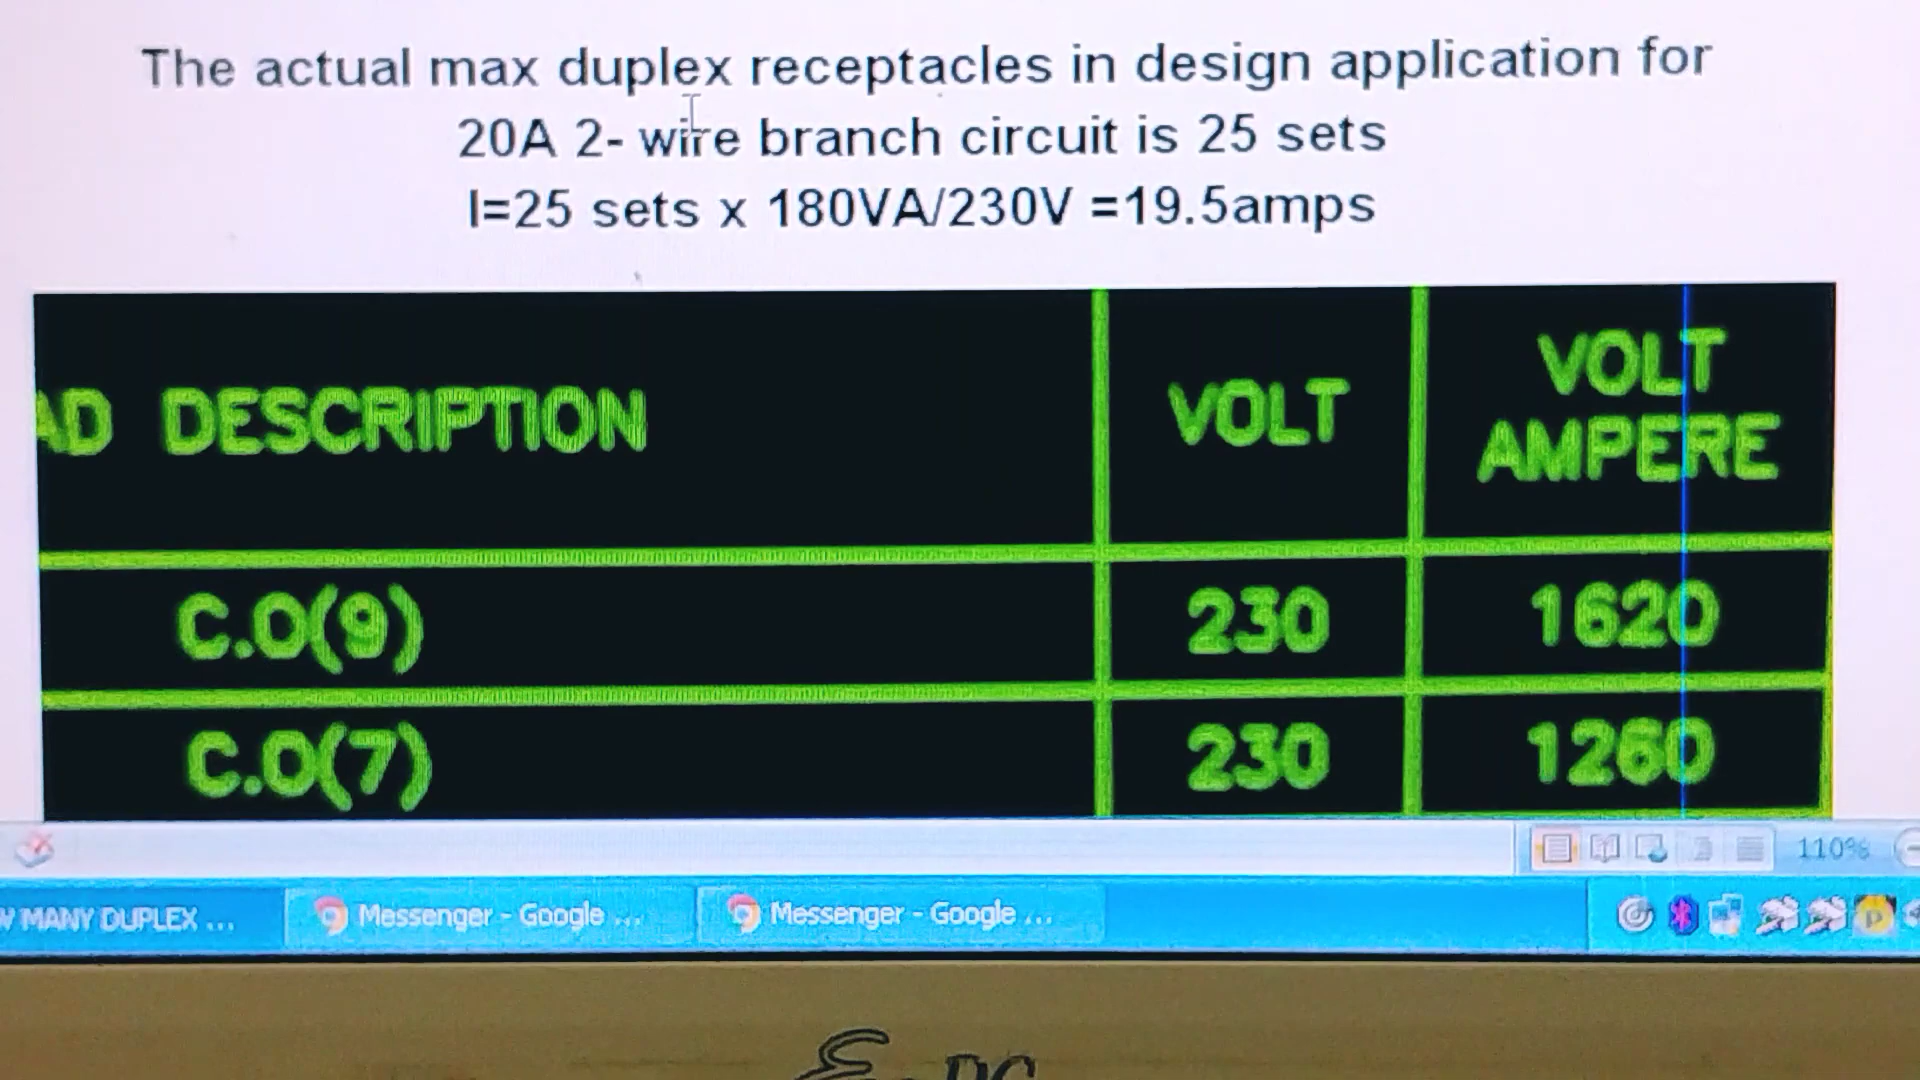 The actual max duplex receptacles in design application for
20A 2- wire branch circuit is 25 sets
I=25 sets x 180VA/230V =19.5amps
AD DESCRIPTION
VOLT
VOLT
AMPERE
C.O(9)
230
1620
C.O(7)
230
1260
110%
W MANY DUPLEX ...
Messenger - Google ...
Messenger - Google ...